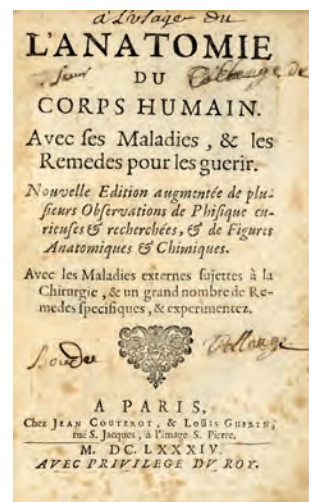 a L'usage Du
L'ANATOMIE
DU
CORPS HUMAIN.
Avec ſes Maladies, & les
Remedes pour les guerir.
Nouvelle Edition augmentée de plu-
ſieurs Obſervations de Phiſique cu-
rieuſes & recherchées, & de Figures
Anatomiques & Chimiques.
Avec les Maladies externes ſujettes à la
Chirurgie, & un grand nombre de Re-
medes ſpecifiques, & experimentez.
A PARIS,
Chez JEAN COUTEROT, & LOÜIS GUERIN,
ruë S. Jacques, à l'image S. Pierre.
M. DC. LXXXIV.
AVEC PRIVILEGE DV ROY.